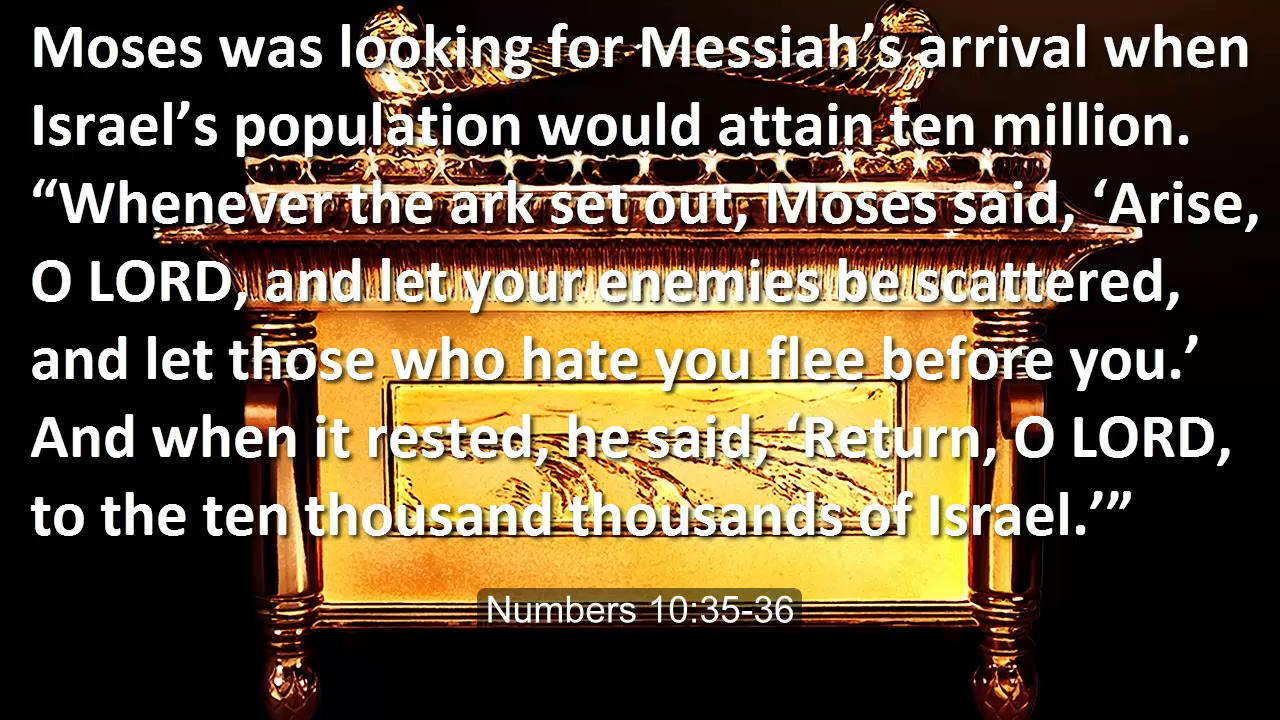 Moses was looking for Messiah’s arrival when
Israel’s population would attain ten million.
“Whenever the ark set out, Moses said, ‘Arise,
O LORD, and let your enemies be scattered,
and let those who hate you flee before you.’
And when it rested, he said, ‘Return, O LORD,
to the ten thousand thousands of Israel.’”
Numbers 10:35-36